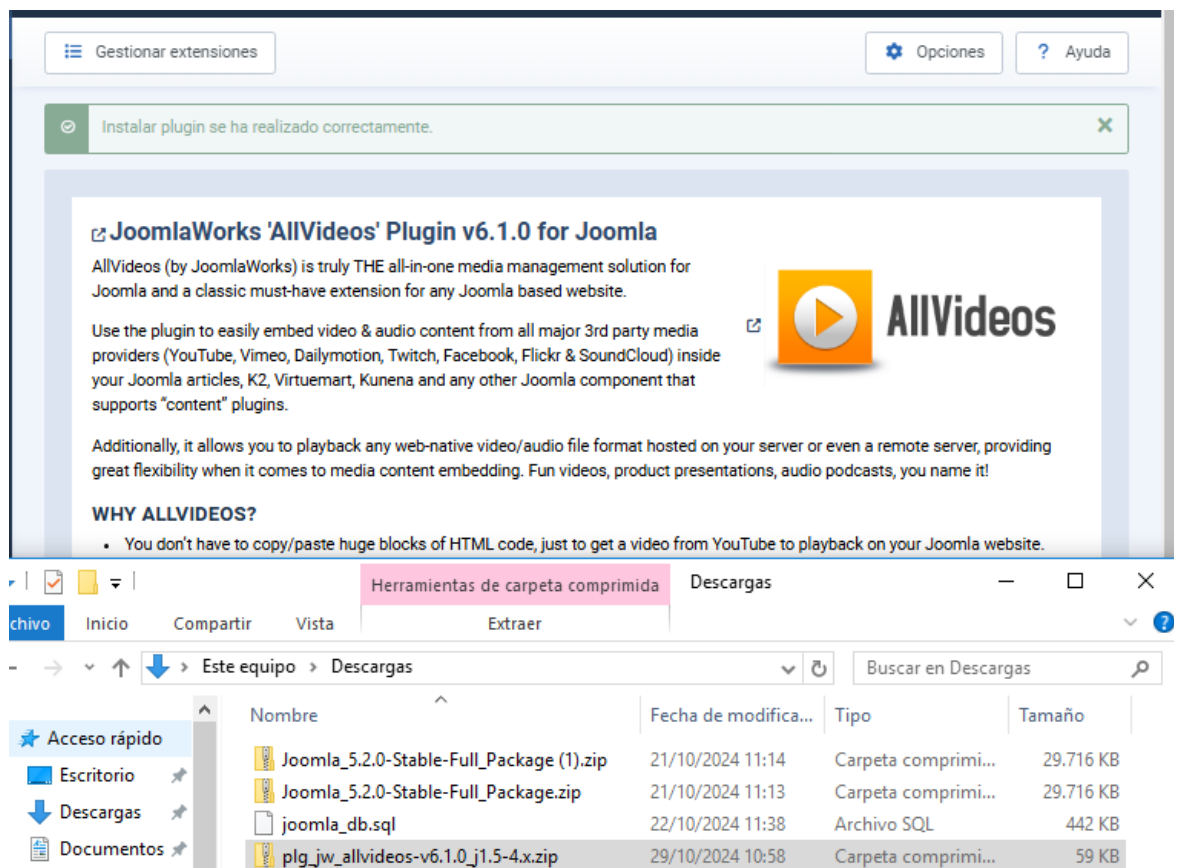 Gestionar extensiones
Opciones
? Ayuda
Instalar plugin se ha realizado correctamente.
JoomlaWorks 'AllVideos' Plugin v6.1.0 for Joomla
AllVideos (by JoomlaWorks) is truly THE all-in-one media management solution for
Joomla and a classic must-have extension for any Joomla based website.
Use the plugin to easily embed video & audio content from all major 3rd party media
providers (YouTube, Vimeo, Dailymotion, Twitch, Facebook, Flickr & SoundCloud) inside
your Joomla articles, K2, Virtuemart, Kunena and any other Joomla component that
supports “content” plugins.
AllVideos
Additionally, it allows you to playback any web-native video/audio file format hosted on your server or even a remote server, providing
great flexibility when it comes to media content embedding. Fun videos, product presentations, audio podcasts, you name it!
WHY ALLVIDEOS?
• You don’t have to copy/paste huge blocks of HTML code, just to get a video from YouTube to playback on your Joomla website.
Herramientas de carpeta comprimida Descargas
chivo Inicio Compartir Vista Extraer
Este equipo > Descargas Buscar en Descargas
Nombre Fecha de modifica... Tipo Tamaño
Acceso rápido
Escritorio
Descargas
Documentos
Joomla_5.2.0-Stable-Full_Package (1).zip 21/10/2024 11:14 Carpeta comprimi... 29.716 KB
Joomla_5.2.0-Stable-Full_Package.zip 21/10/2024 11:13 Carpeta comprimi... 29.716 KB
joomla_db.sql 22/10/2024 11:38 Archivo SQL 442 KB
plg_jw_allvideos-v6.1.0_j1.5-4.x.zip 29/10/2024 10:58 Carpeta comprimi... 59 KB